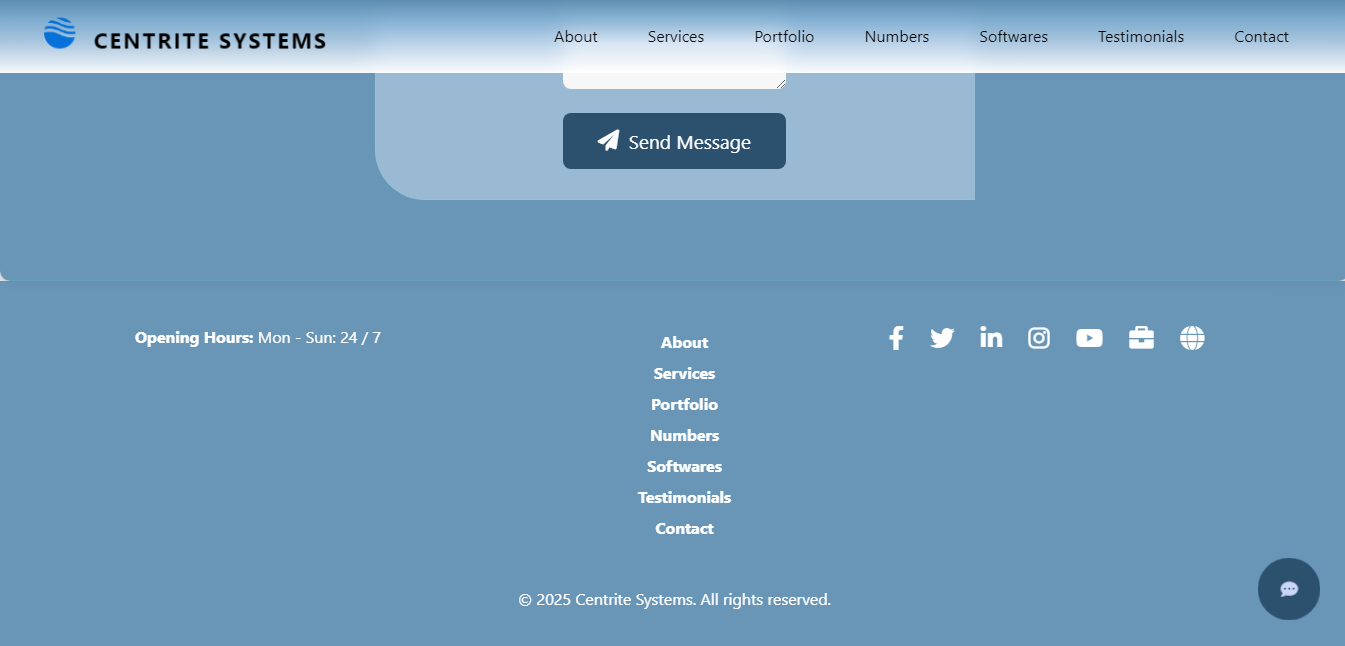 CENTRITE SYSTEMS
About Services Portfolio Numbers Softwares Testimonials Contact
Send Message
Opening Hours: Mon - Sun: 24 / 7
About
Services
Portfolio
Numbers
Softwares
Testimonials
Contact
© 2025 Centrite Systems. All rights reserved.